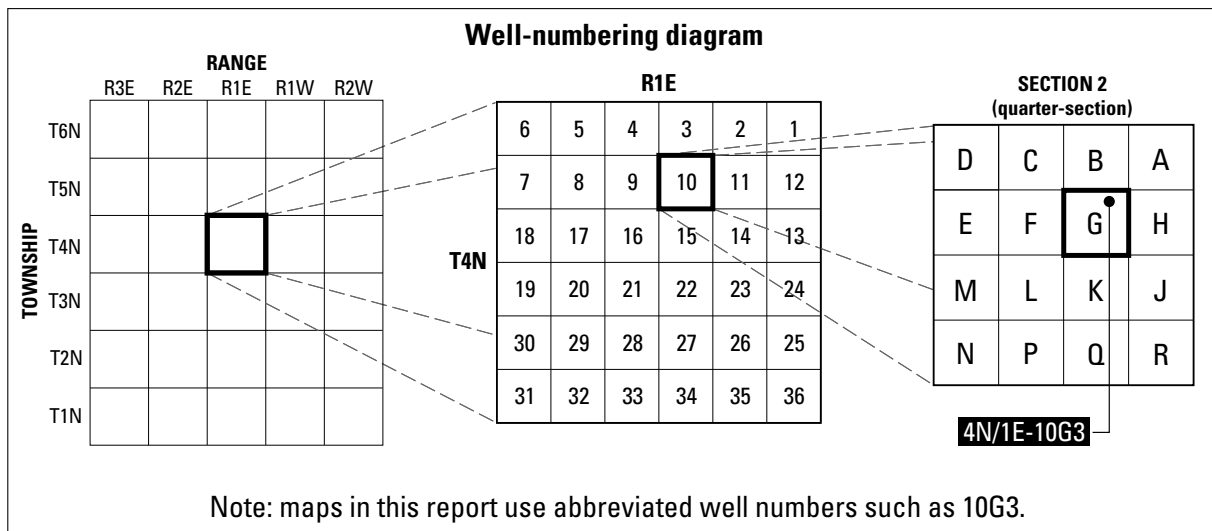 Well-numbering diagram
RANGE
R3E R2E R1E R1W R2W
TOWNSHIP
T6N
T5N
T4N
T3N
T2N
T1N
R1E
T4N
6 5 4 3 2 1
7 8 9 10 11 12
18 17 16 15 14 13
19 20 21 22 23 24
30 29 28 27 26 25
31 32 33 34 35 36
SECTION 2
(quarter-section)
D C B A
E F G H
M L K J
N P Q R
4N/1E-10G3
Note: maps in this report use abbreviated well numbers such as 10G3.